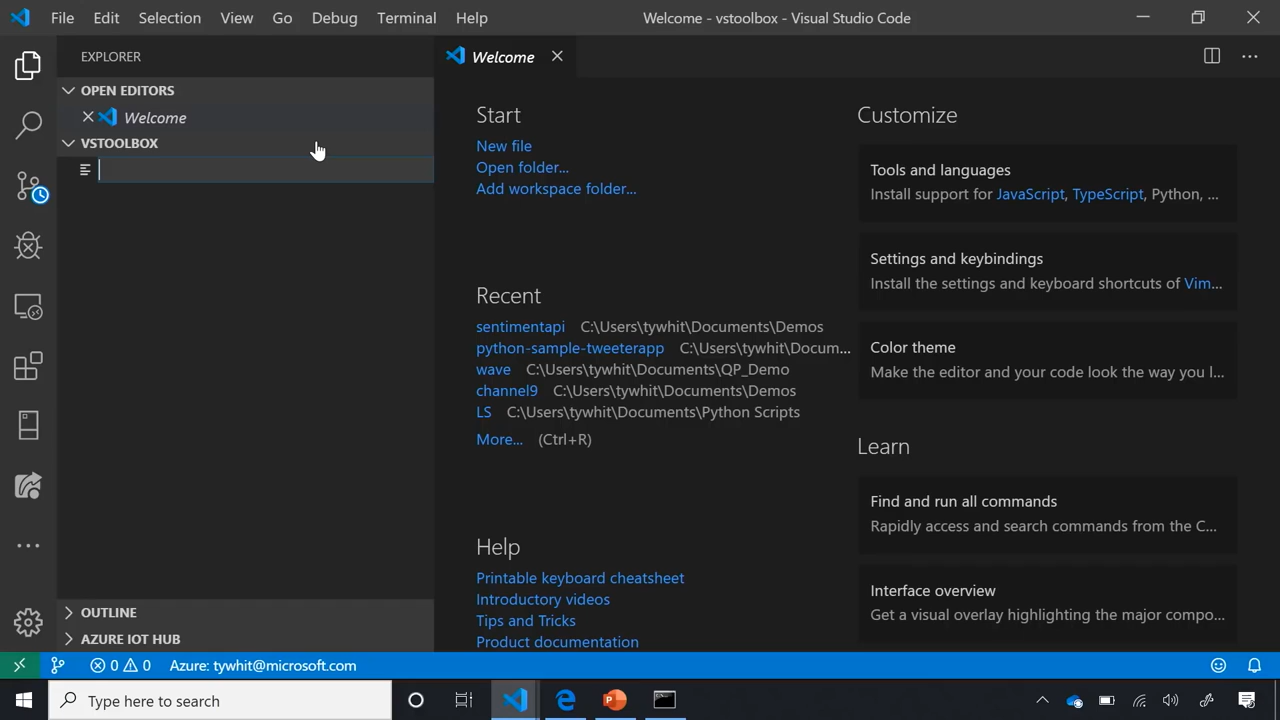 File Edit Selection View Go Debug Terminal Help Welcome - vstoolbox - Visual Studio Code
EXPLORER
OPEN EDITORS
Welcome
VSTOOLBOX
OUTLINE
AZURE IOT HUB
Welcome
Start
New file
Open folder...
Add workspace folder...
Recent
sentimentapi C:\Users\tywhit\Documents\Demos
python-sample-tweeterapp C:\Users\tywhit\Docum...
wave C:\Users\tywhit\Documents\QP_Demo
channel9 C:\Users\tywhit\Documents\Demos
LS C:\Users\tywhit\Documents\Python Scripts
More... (Ctrl+R)
Help
Printable keyboard cheatsheet
Introductory videos
Tips and Tricks
Product documentation
Customize
Tools and languages
Install support for JavaScript, TypeScript, Python, ...
Settings and keybindings
Install the settings and keyboard shortcuts of Vim...
Color theme
Make the editor and your code look the way you l...
Learn
Find and run all commands
Rapidly access and search commands from the C...
Interface overview
Get a visual overlay highlighting the major compo...
0 0 Azure: tywhit@microsoft.com
Type here to search